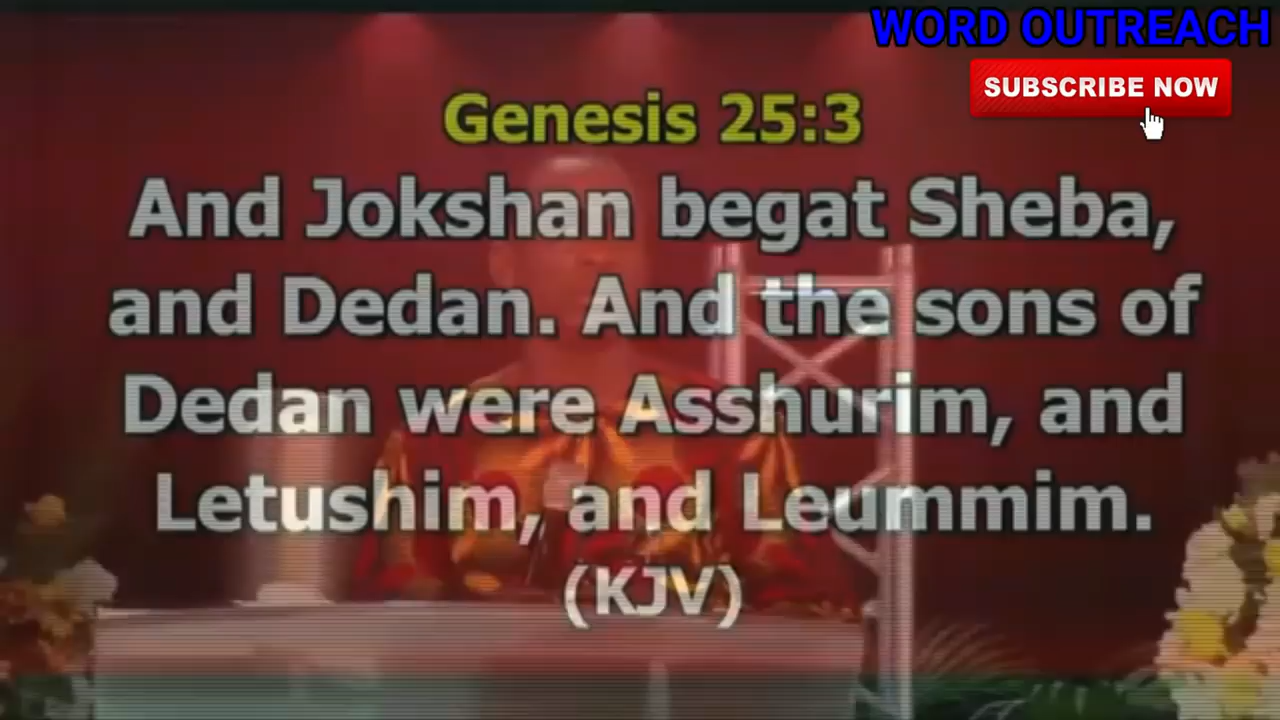 WORD OUTREACH
SUBSCRIBE NOW
Genesis 25:3
And Jokshan begat Sheba,
and Dedan. And the sons of
Dedan were Asshurim, and
Letushim, and Leummim.
(KJV)